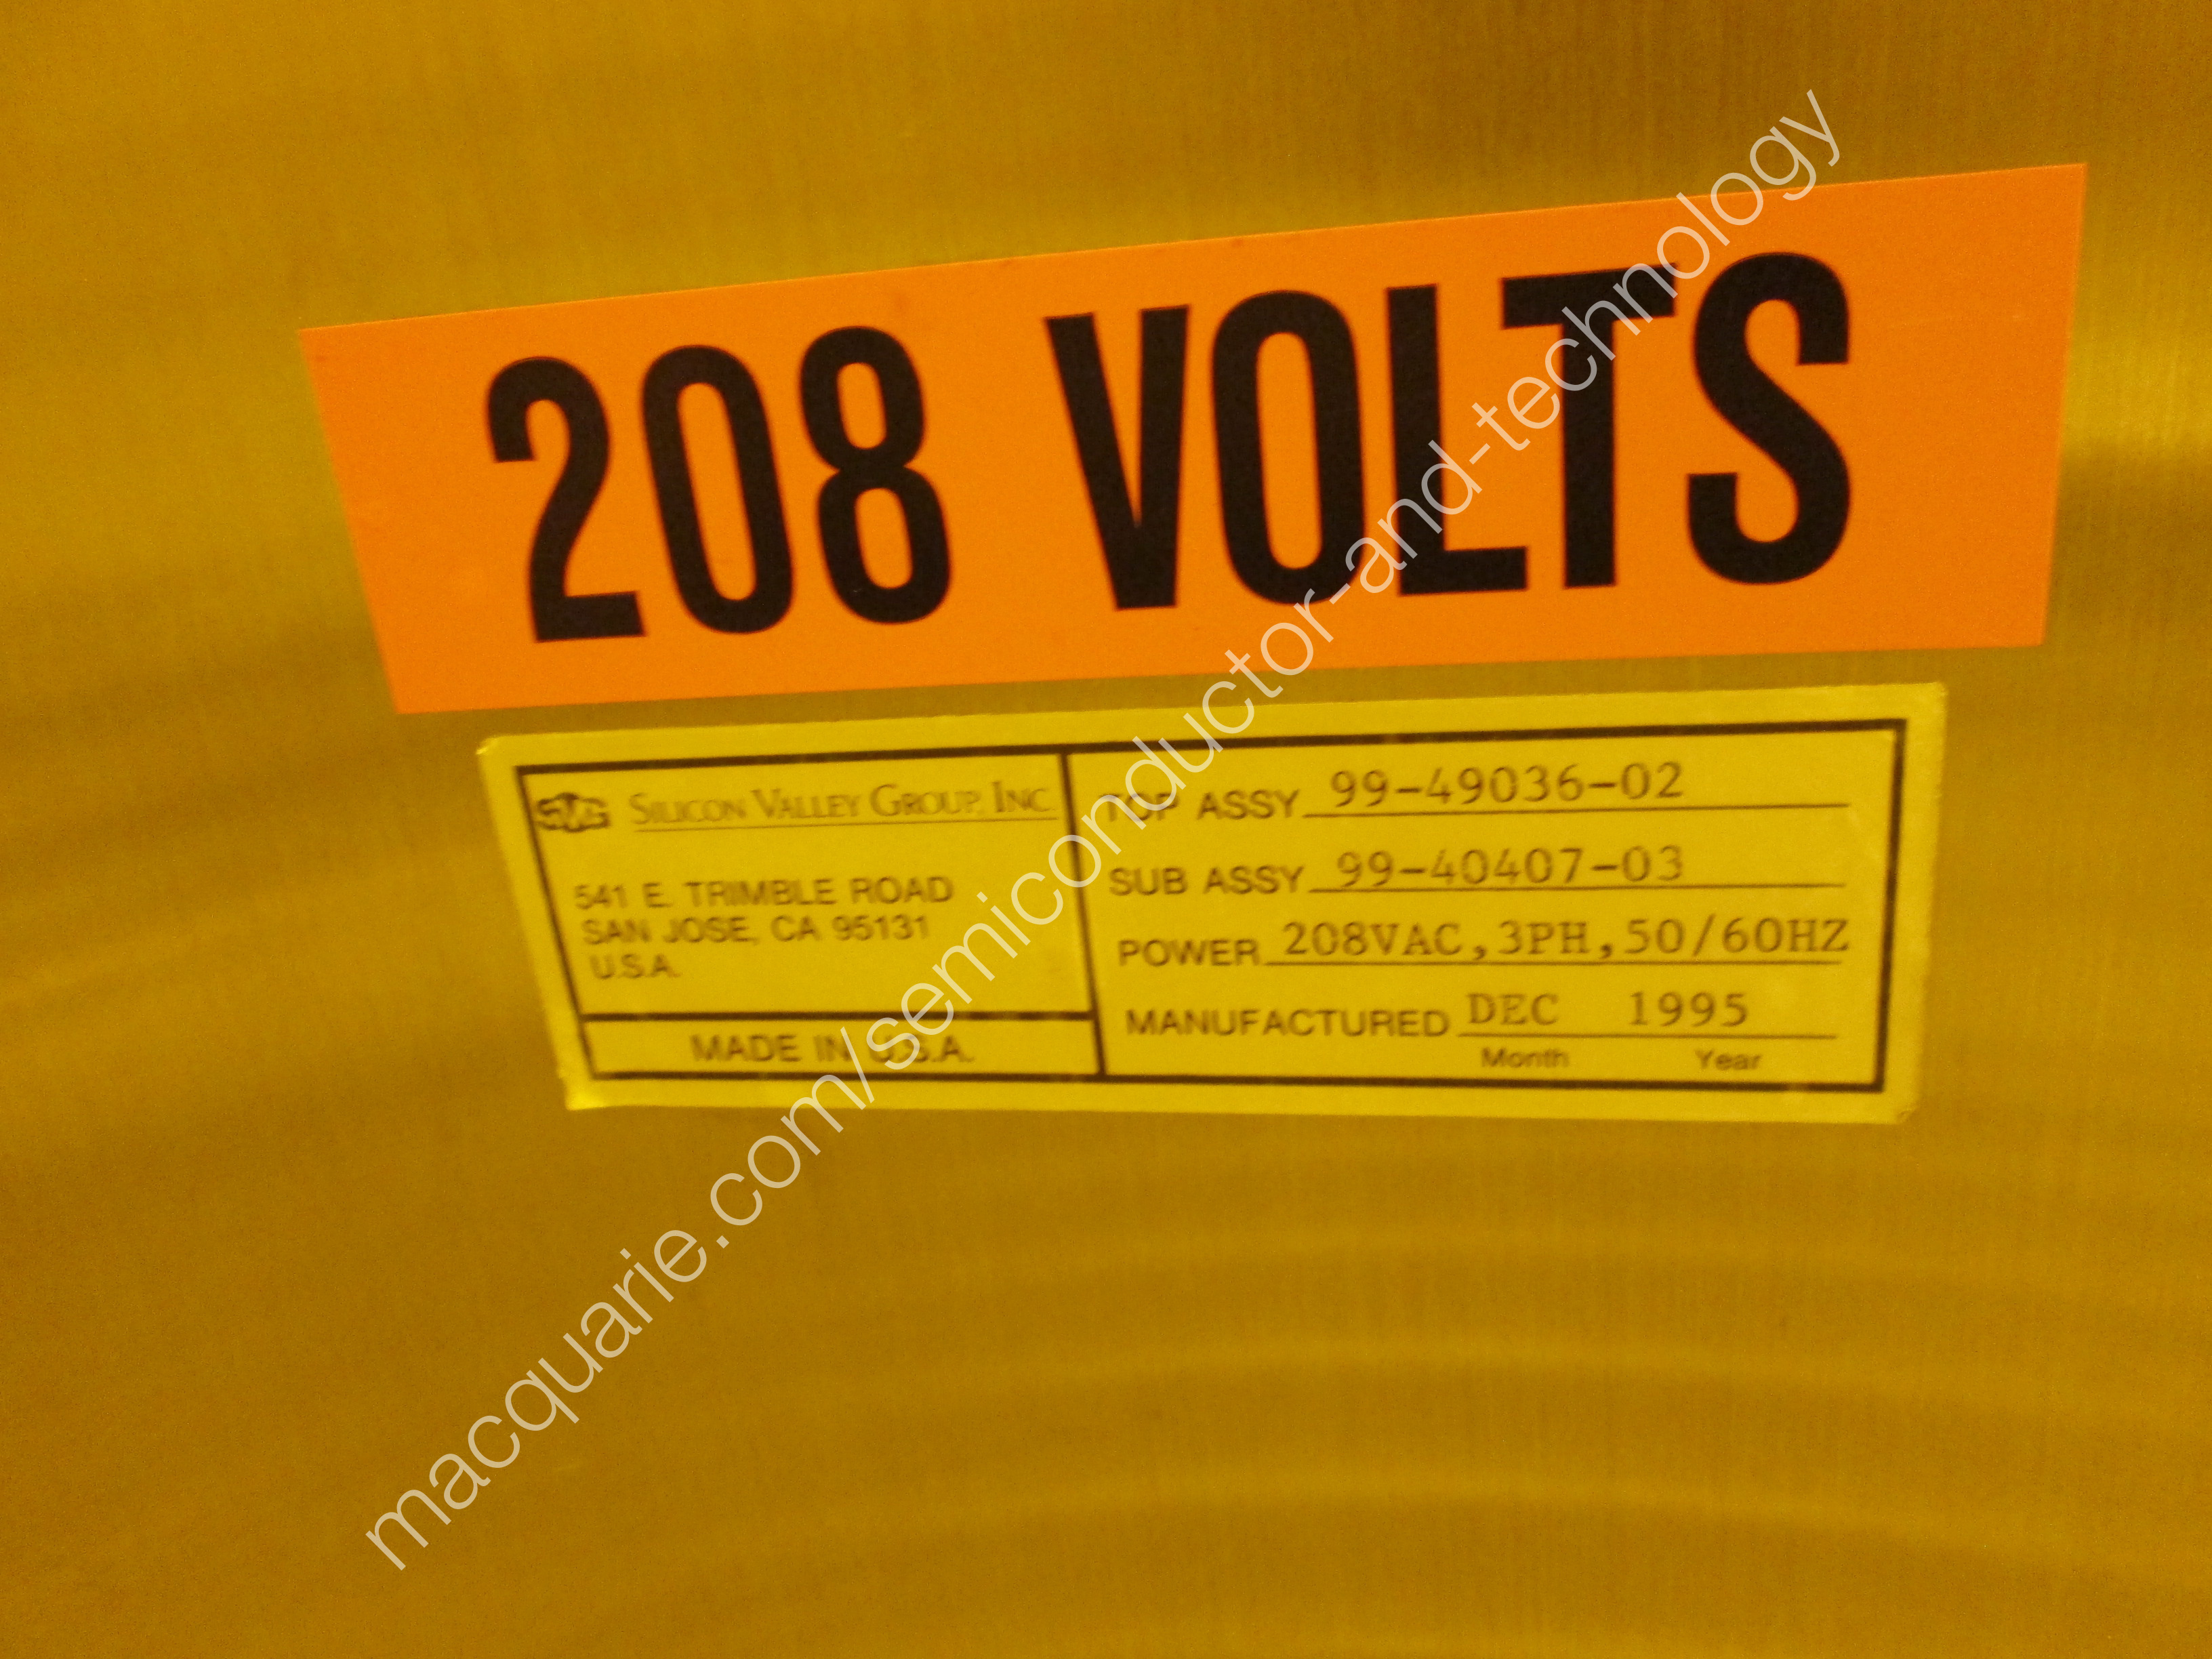 208 VOLTS
SVG SILICON VALLEY GROUP, INC.
541 E. TRIMBLE ROAD
SAN JOSE, CA 95131
U.S.A.
MADE IN U.S.A.
TOP ASSY 99-49036-02
SUB ASSY 99-40407-03
POWER 208VAC,3PH,50/60HZ
MANUFACTURED DEC 1995
Month Year
macquarie.com/semiconductor-and-technology